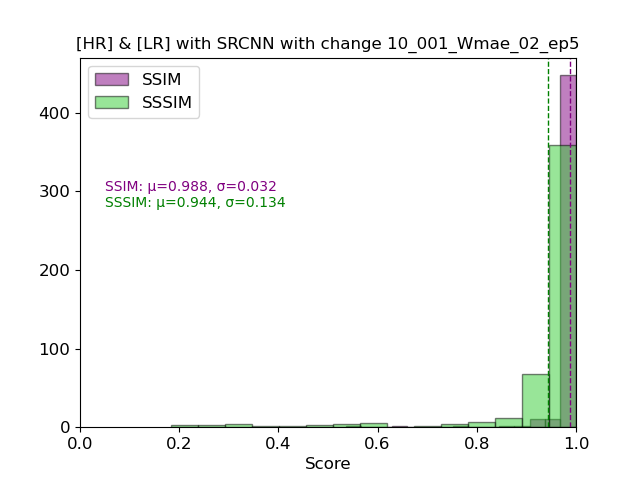 [HR] & [LR] with SRCNN with change 10_001_Wmae_02_ep5
SSIM
SSSIM
400
300
200
100
0
SSIM: μ=0.988, σ=0.032
SSSIM: μ=0.944, σ=0.134
0.0 0.2 0.4 0.6 0.8 1.0
Score